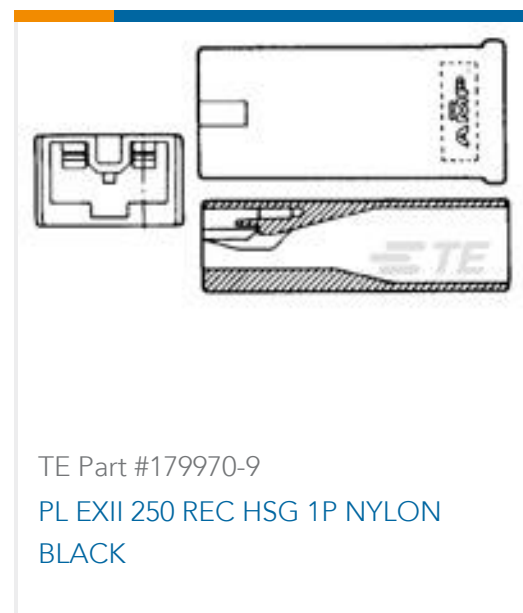 AMP
TE
TE Part #179970-9
PL EXII 250 REC HSG 1P NYLON
BLACK